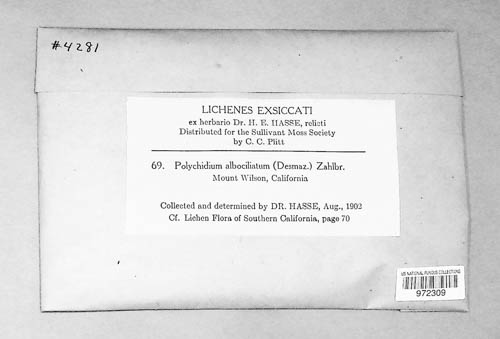 #4281
LICHENES EXSICCATI
ex herbario Dr. H. E. HASSE, relicti
Distributed for the Sullivant Moss Society
by C. C. Plitt
69. Polychidium albociliatum (Desmaz.) Zahlbr.
Mount Wilson, California
Collected and determined by DR. HASSE, Aug., 1902
Cf. Lichen Flora of Southern California, page 70
US NATIONAL FUNGUS COLLECTIONS
972309